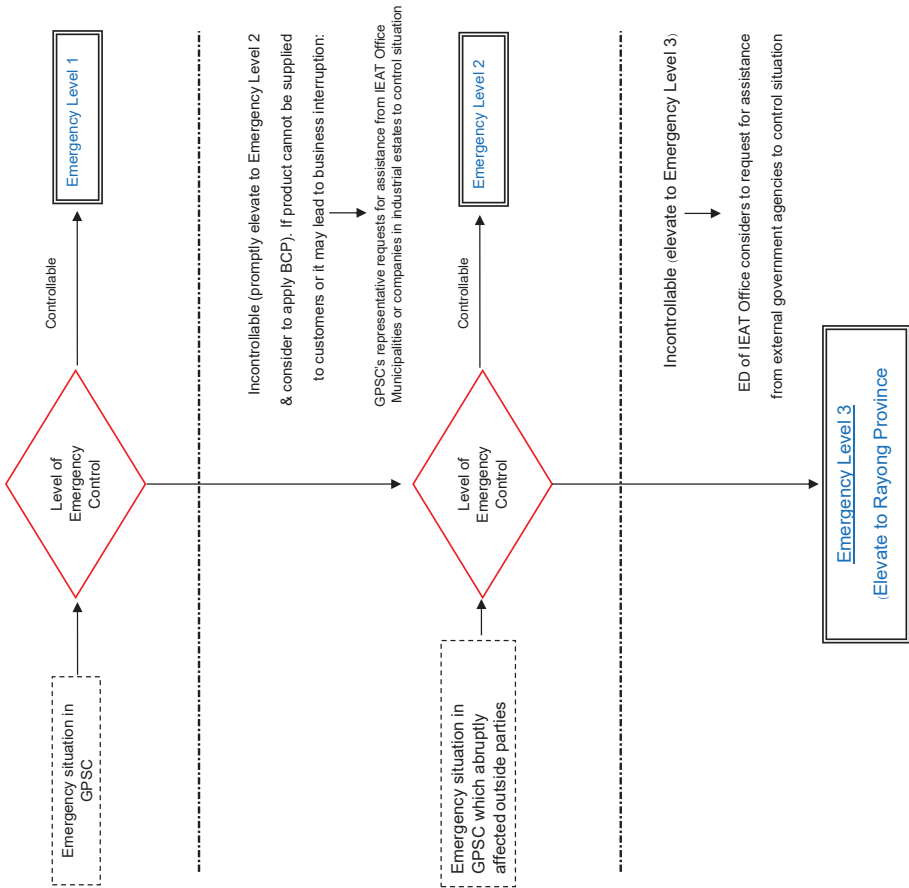 Emergency situation in
GPSC
Level of
Emergency
Control
Controllable
Emergency Level 1
Incontrollable (promptly elevate to Emergency Level 2
& consider to apply BCP). If product cannot be supplied
to customers or it may lead to business interruption:
GPSC's representative requests for assistance from IEAT Office
Municipalities or companies in industrial estates to control situation
Emergency situation in
GPSC which abruptly
affected outside parties
Level of
Emergency
Control
Controllable
Emergency Level 2
Incontrollable (elevate to Emergency Level 3)
ED of IEAT Office considers to request for assistance
from external government agencies to control situation
Emergency Level 3
(Elevate to Rayong Province